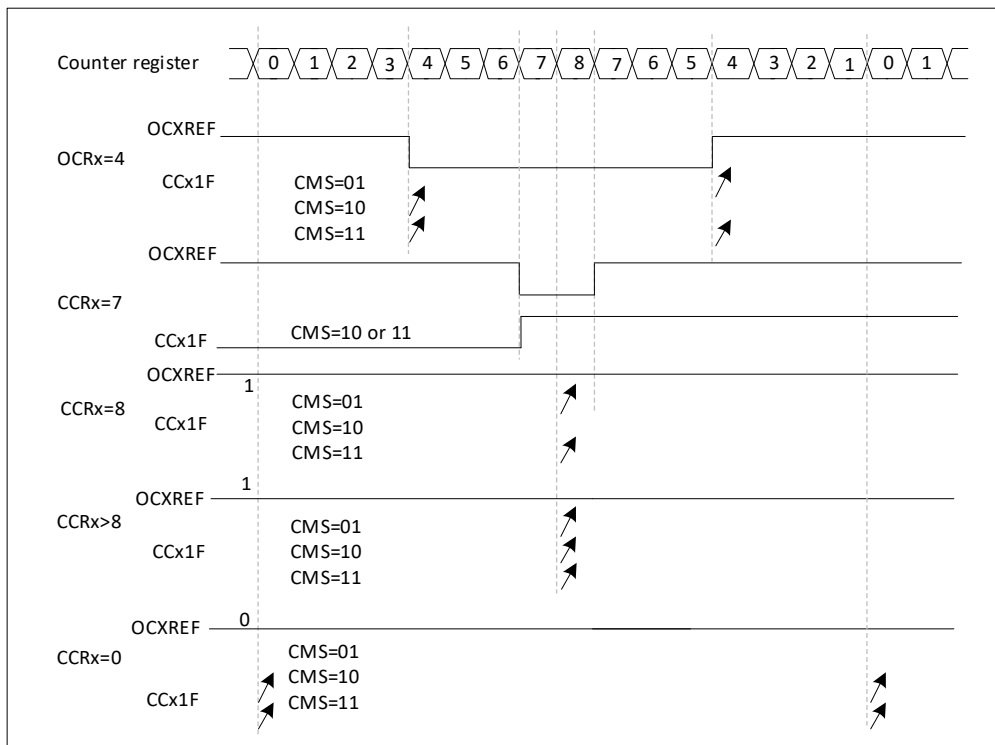 Counter register 0 1 2 3 4 5 6 7 8 7 6 5 4 3 2 1 0 1
OCXREF
OCRx=4
CCx1F
CMS=01
CMS=10
CMS=11
OCXREF
CCRx=7
CCx1F
CMS=10 or 11
OCXREF
1
CCRx=8
CCx1F
CMS=01
CMS=10
CMS=11
OCXREF
1
CCRx>8
CCx1F
CMS=01
CMS=10
CMS=11
OCXREF
0
CCRx=0
CCx1F
CMS=01
CMS=10
CMS=11